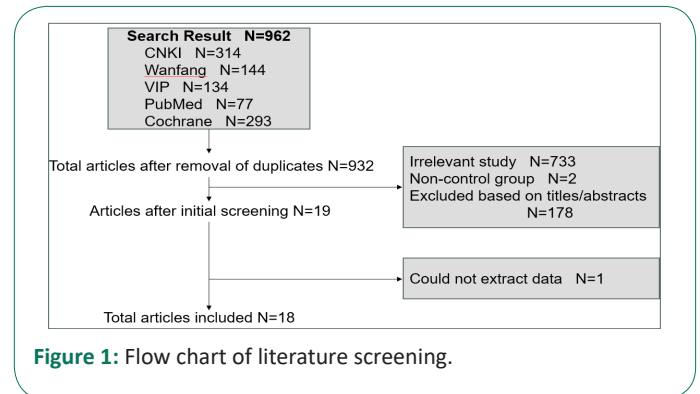 Search Result N=962
CNKI N=314
Wanfang N=144
VIP N=134
PubMed N=77
Cochrane N=293
Total articles after removal of duplicates N=932
Irrelevant study N=733
Non-control group N=2
Excluded based on titles/abstracts
N=178
Articles after initial screening N=19
Could not extract data N=1
Total articles included N=18
Figure 1: Flow chart of literature screening.